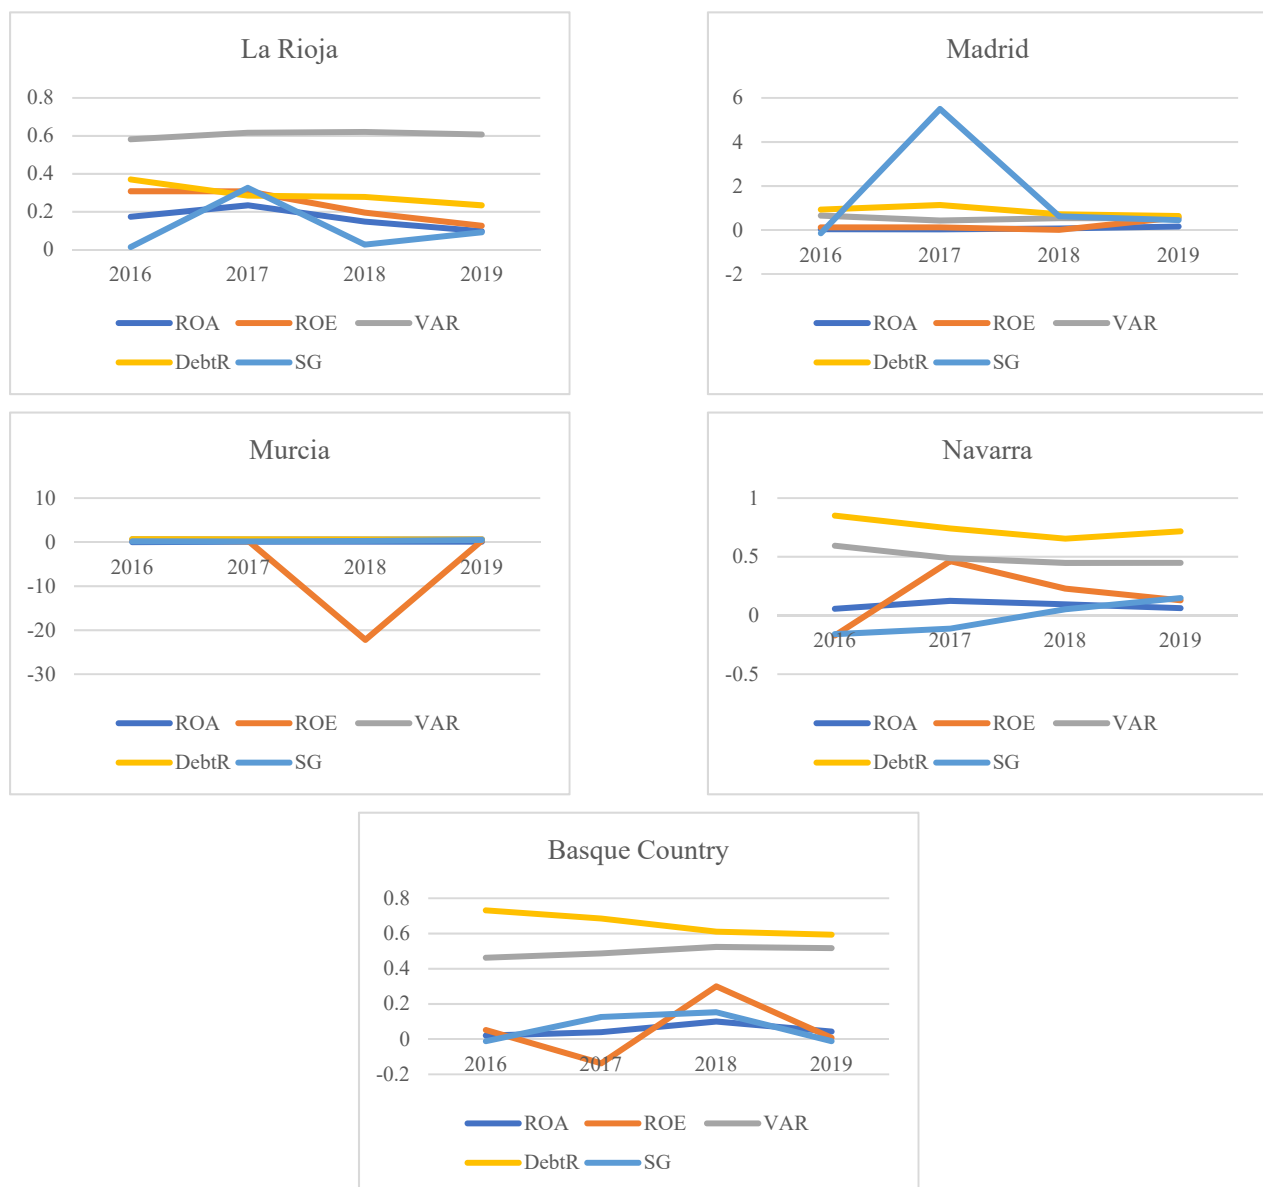 La Rioja
0.8
0.6
0.4
0.2
0
2016 2017 2018 2019
ROA ROE VAR
DebtR SG
Madrid
6
4
2
0
-2
2016 2017 2018 2019
ROA ROE VAR
DebtR SG
Murcia
10
0
-10
-20
-30
2016 2017 2018 2019
ROA ROE VAR
DebtR SG
Navarra
1
0.5
0
-0.5
2016 2017 2018 2019
ROA ROE VAR
DebtR SG
Basque Country
0.8
0.6
0.4
0.2
0
-0.2
2016 2017 2018 2019
ROA ROE VAR
DebtR SG